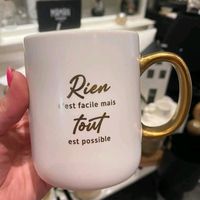 Rien
n'est facile mais
tout
est possible